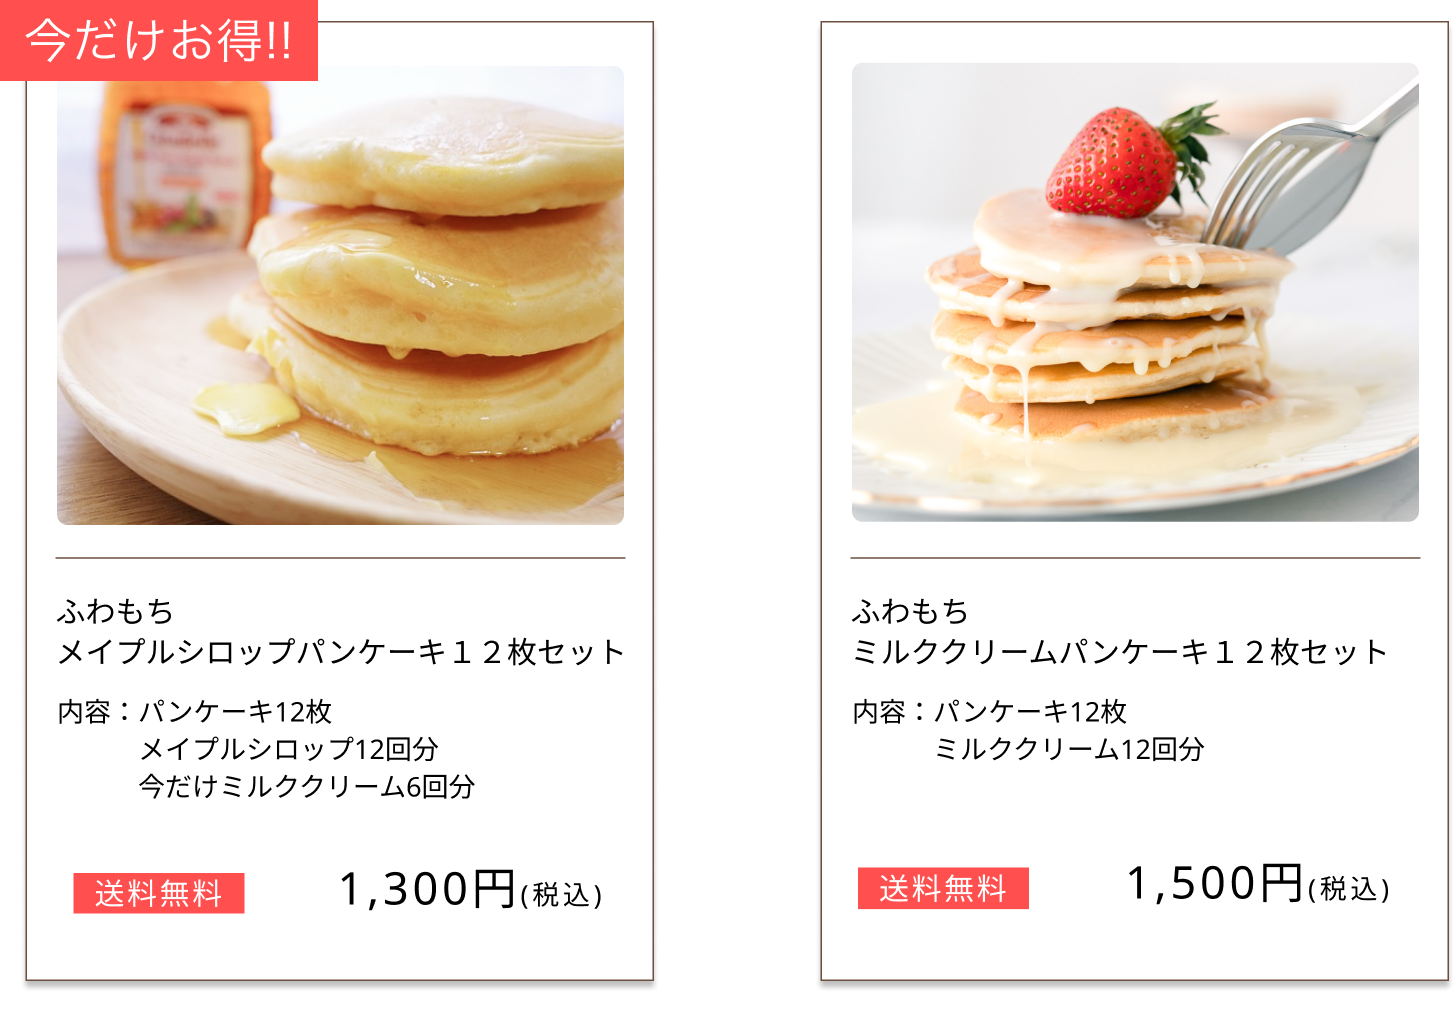 今だけお得!!
ふわもち
メイプルシロップパンケーキ１２枚セット
内容：パンケーキ12枚
メイプルシロップ12回分
今だけミルククリーム6回分
送料無料
1,300円(税込)
ふわもち
ミルククリームパンケーキ１２枚セット
内容：パンケーキ12枚
ミルククリーム12回分
送料無料
1,500円(税込)